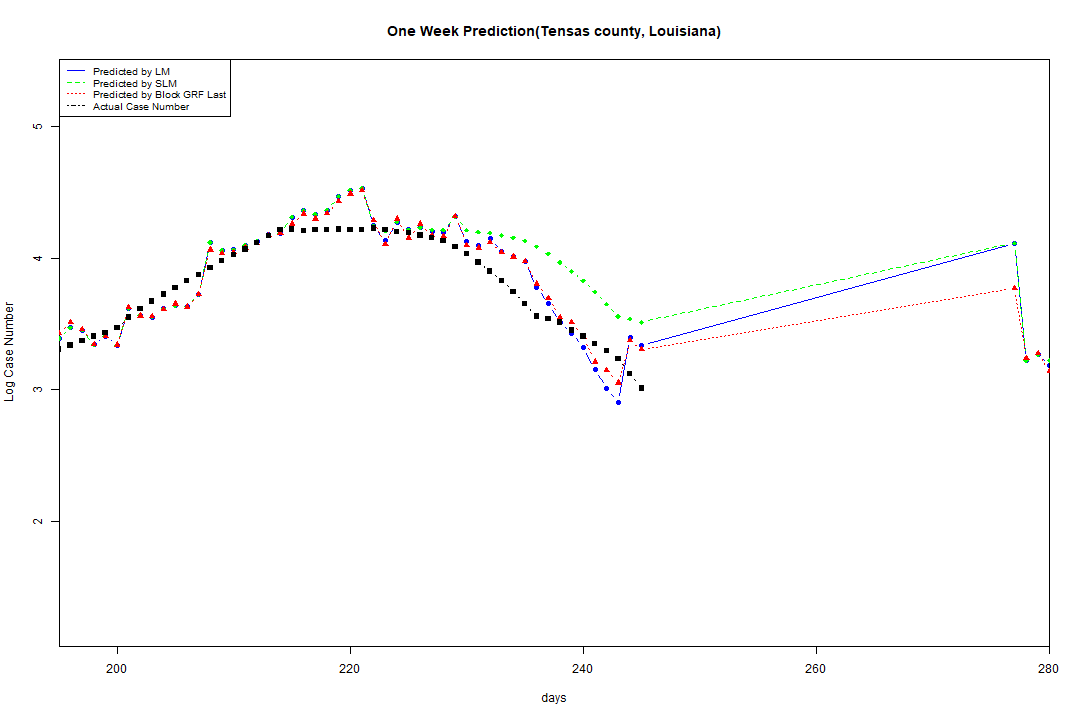 One Week Prediction(Tensas county, Louisiana)
Predicted by LM
Predicted by SLM
Predicted by Block GRF Last
Actual Case Number
5
4
3
2
Log Case Number
200 220 240 260 280
days